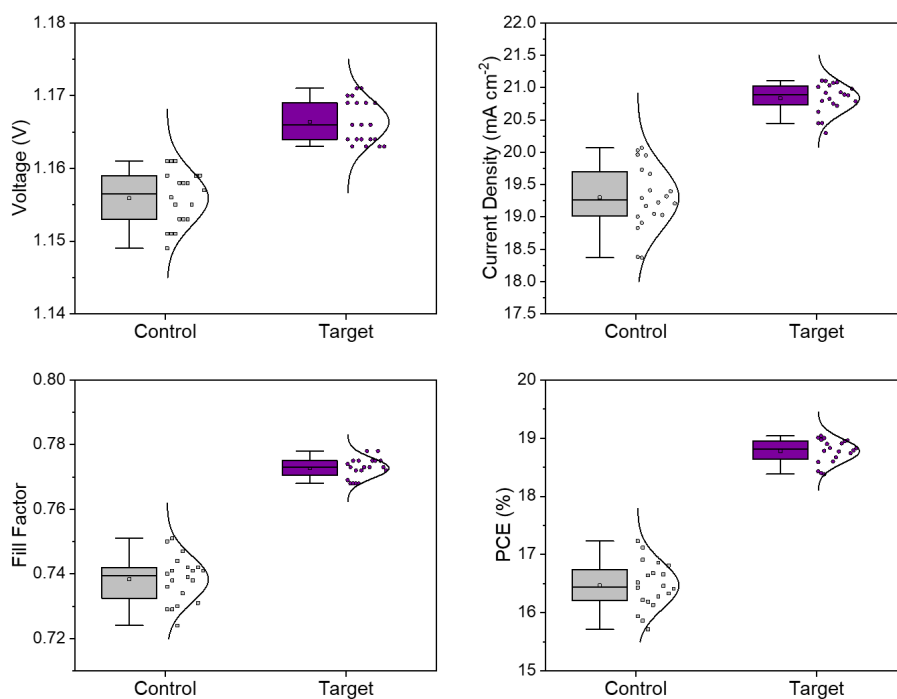 Voltage (V)
1.18
1.17
1.16
1.15
1.14
Control
Target
Current Density (mA cm⁻²)
22.0
21.5
21.0
20.5
20.0
19.5
19.0
18.5
18.0
17.5
Control
Target
Fill Factor
0.80
0.78
0.76
0.74
0.72
Control
Target
PCE (%)
20
19
18
17
16
15
Control
Target